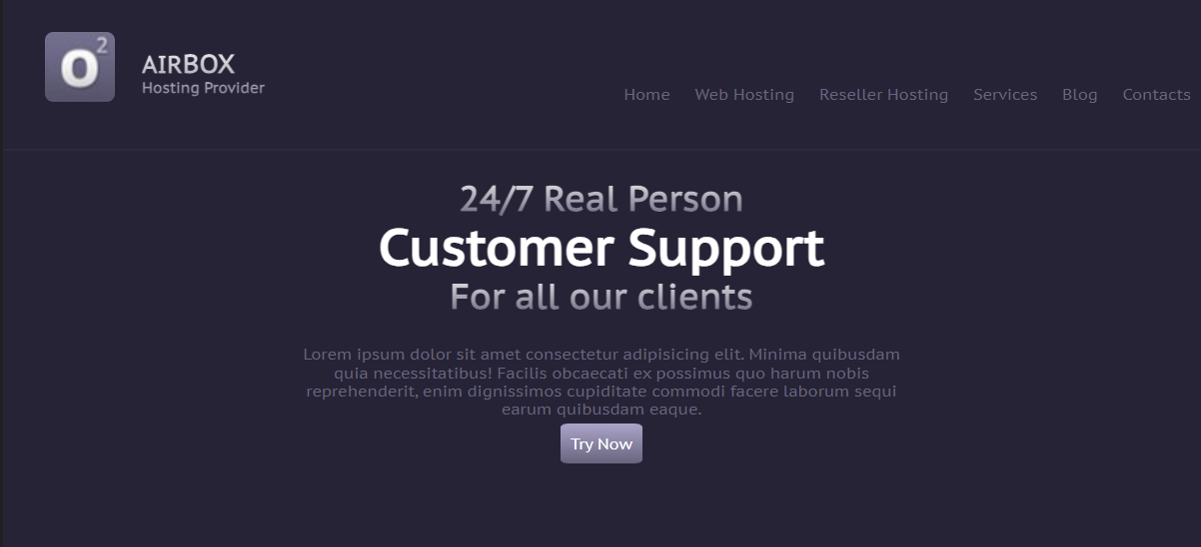 O2
AIRBOX
Hosting Provider
Home Web Hosting Reseller Hosting Services Blog Contacts
24/7 Real Person
Customer Support
For all our clients
Lorem ipsum dolor sit amet consectetur adipisicing elit. Minima quibusdam
quia necessitatibus! Facilis obcaecati ex possimus quo harum nobis
reprehenderit, enim dignissimos cupiditate commodi facere laborum sequi
earum quibusdam eaque.
Try Now